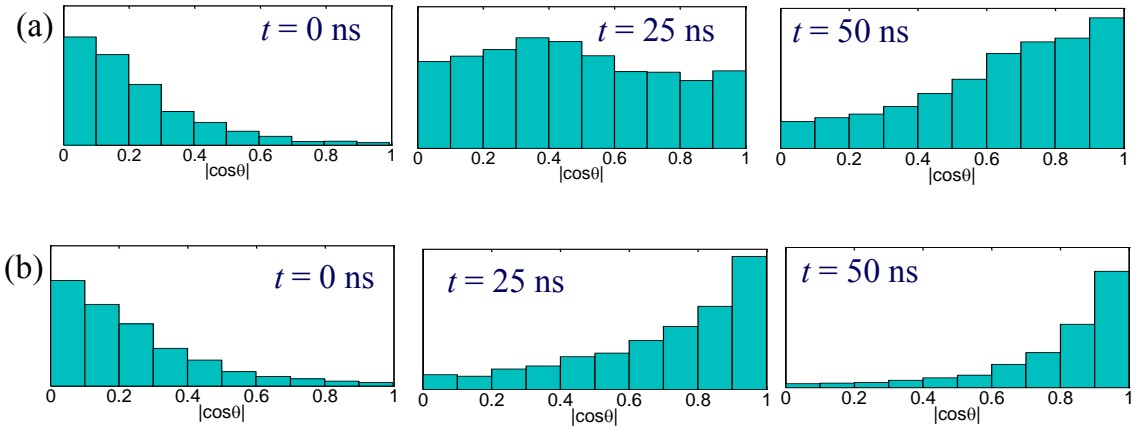 (a)
t = 0 ns
0 0.2 0.4 0.6 0.8 1
|cosθ|
t = 25 ns
0 0.2 0.4 0.6 0.8 1
|cosθ|
t = 50 ns
0 0.2 0.4 0.6 0.8 1
|cosθ|
(b)
t = 0 ns
0 0.2 0.4 0.6 0.8 1
|cosθ|
t = 25 ns
0 0.2 0.4 0.6 0.8 1
|cosθ|
t = 50 ns
0 0.2 0.4 0.6 0.8 1
|cosθ|